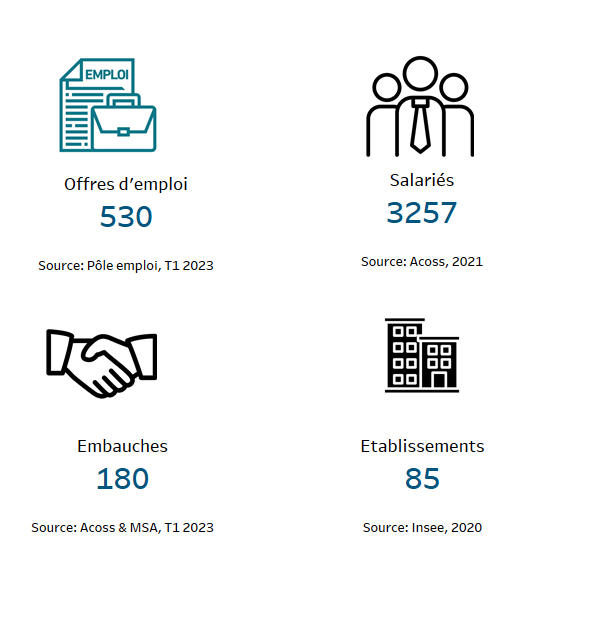 EMPLOI
Offres d’emploi
530
Source: Pôle emploi, T1 2023
Salariés
3257
Source: Acoss, 2021
Embauches
180
Source: Acoss & MSA, T1 2023
Etablissements
85
Source: Insee, 2020